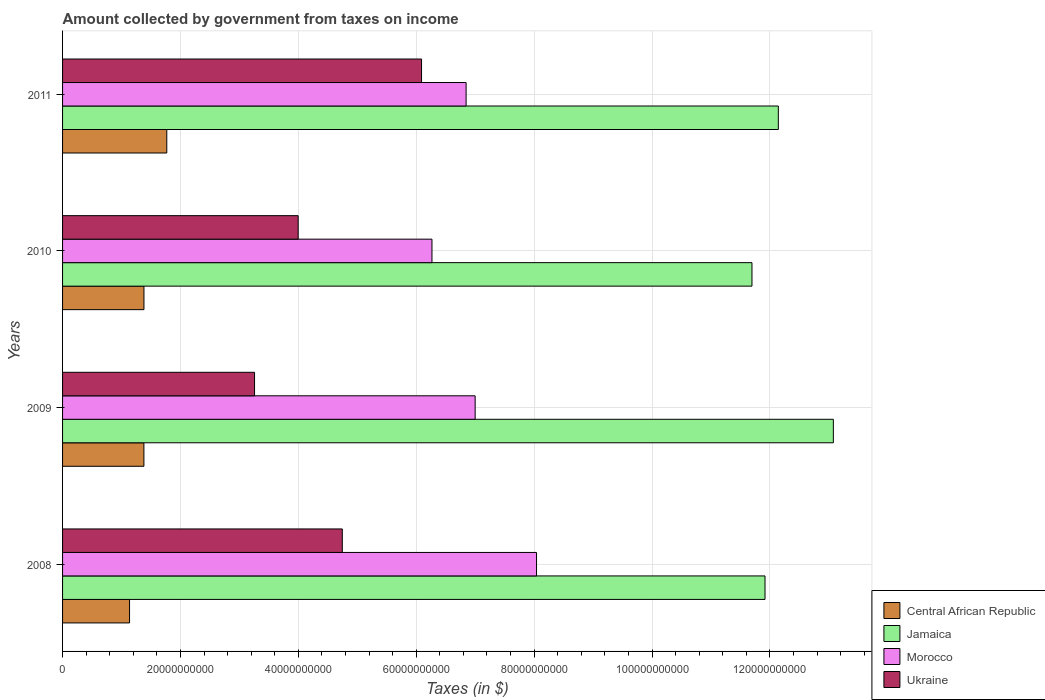 Amount collected by government from taxes on income
2011
2010
2009
2008
Years
0
20000000000
40000000000
60000000000
80000000000
100000000000
120000000000
Taxes (in $)
Central African Republic
Jamaica
Morocco
Ukraine